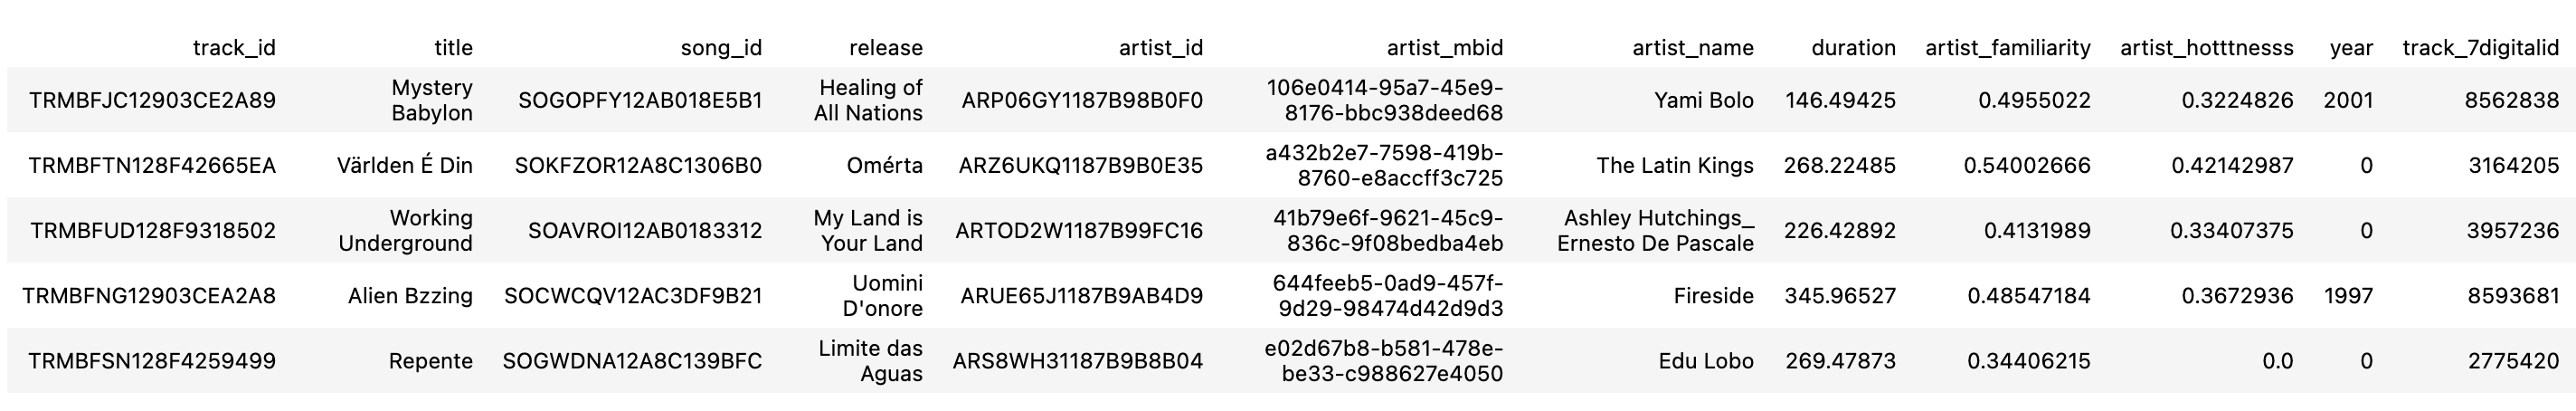 track_id title song_id release artist_id artist_mbid artist_name duration artist_familiarity artist_hotttnesss year track_7digitalid
TRMBFJC12903CE2A89 Mystery Babylon SOGOPFY12AB018E5B1 Healing of All Nations ARP06GY1187B98B0F0 106e0414-95a7-45e9-8176-bbc938deed68 Yami Bolo 146.49425 0.4955022 0.3224826 2001 8562838
TRMBFTN128F42665EA Världen É Din SOKFZOR12A8C1306B0 Omérta ARZ6UKQ1187B9B0E35 a432b2e7-7598-419b-8760-e8accff3c725 The Latin Kings 268.22485 0.54002666 0.42142987 0 3164205
TRMBFUD128F9318502 Working Underground SOAVROI12AB0183312 My Land is Your Land ARTOD2W1187B99FC16 41b79e6f-9621-45c9-836c-9f08bedba4eb Ashley Hutchings_ Ernesto De Pascale 226.42892 0.4131989 0.33407375 0 3957236
TRMBFNG12903CEA2A8 Alien Bzzing SOCWCQV12AC3DF9B21 Uomini D'onore ARUE65J1187B9AB4D9 644feeb5-0ad9-457f-9d29-98474d42d9d3 Fireside 345.96527 0.48547184 0.3672936 1997 8593681
TRMBFSN128F4259499 Repente SOGWDNA12A8C139BFC Limite das Aguas ARS8WH31187B9B8B04 e02d67b8-b581-478e-be33-c988627e4050 Edu Lobo 269.47873 0.34406215 0.0 0 2775420